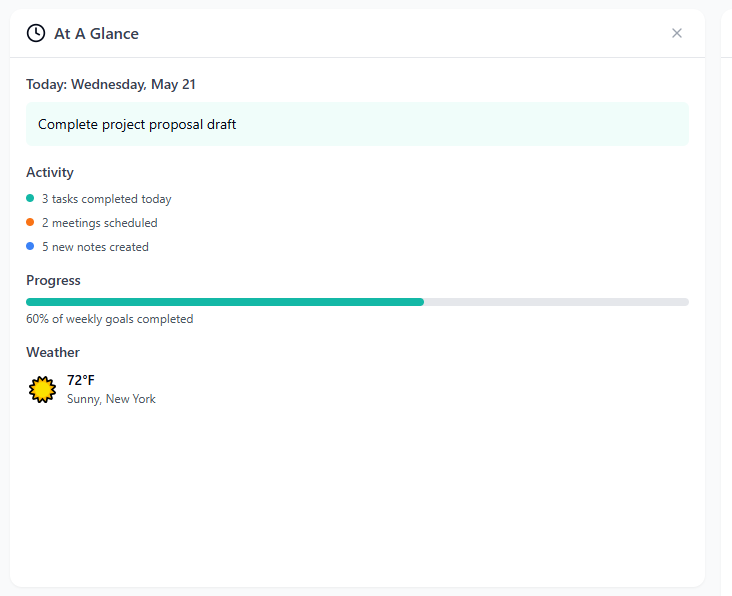 At A Glance
Today: Wednesday, May 21
Complete project proposal draft
Activity
3 tasks completed today
2 meetings scheduled
5 new notes created
Progress
60% of weekly goals completed
Weather
72°F
Sunny, New York